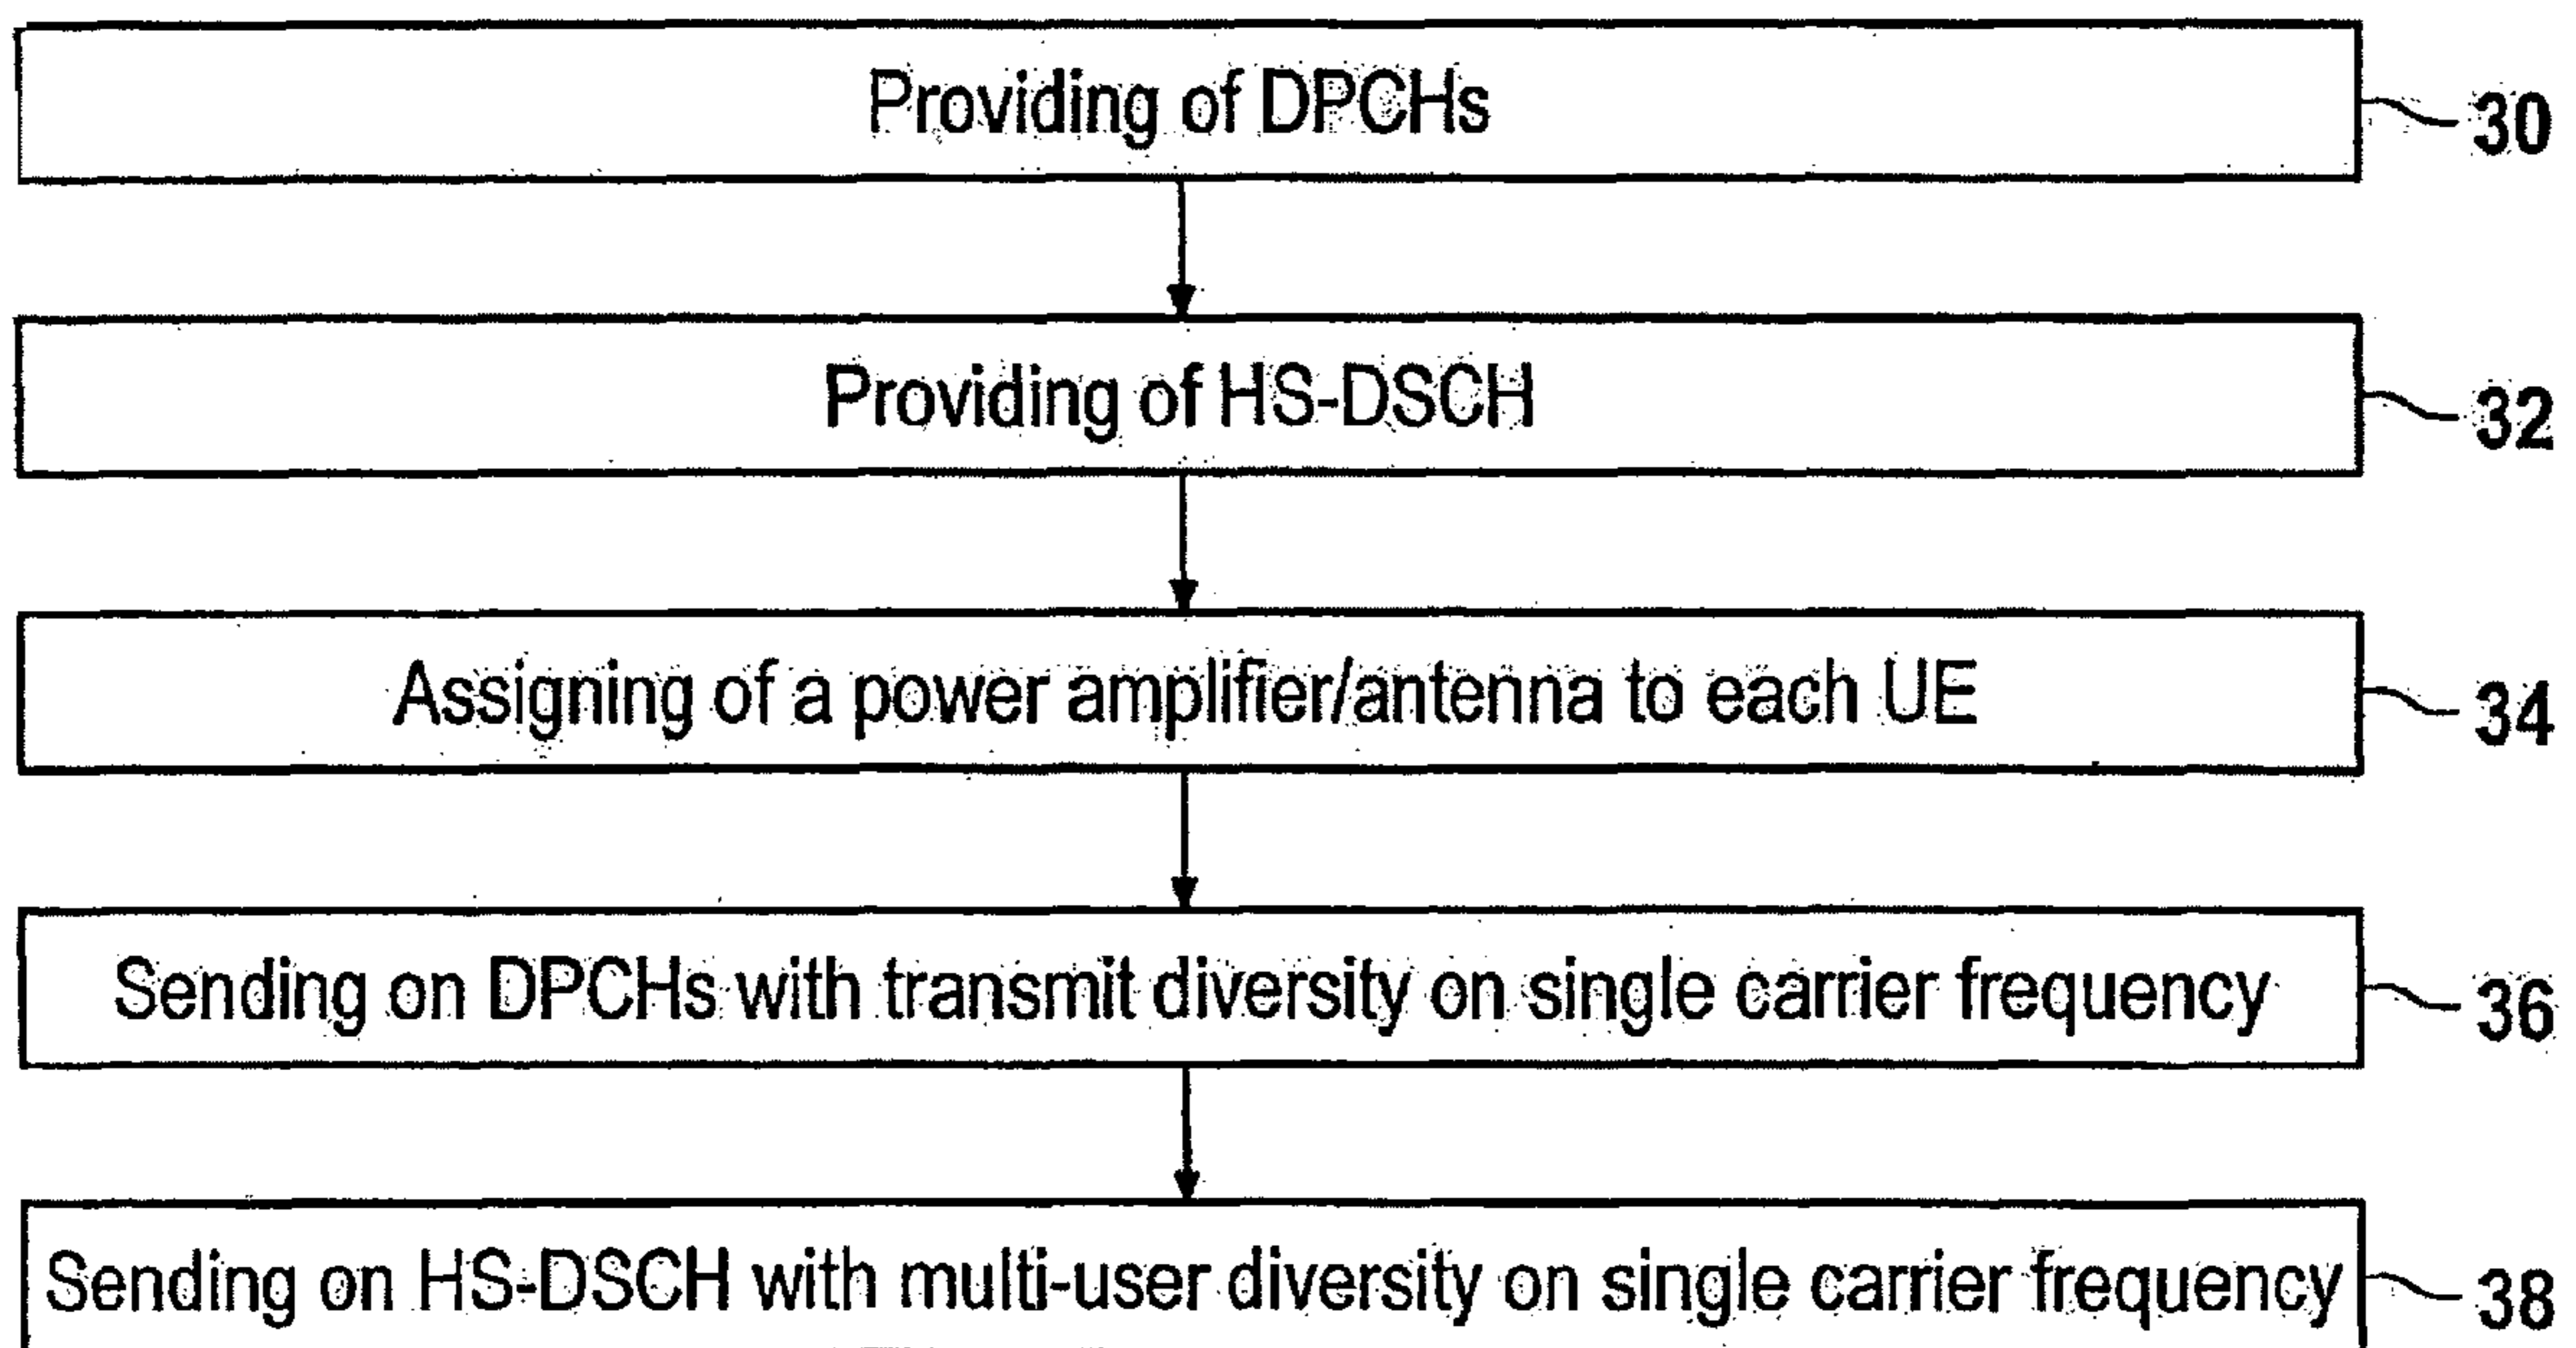 Providing of DPCHs
30
Providing of HS-DSCH
32
Assigning of a power amplifier/antenna to each UE
34
Sending on DPCHs with transmit diversity on single carrier frequency
36
Sending on HS-DSCH with multi-user diversity on single carrier frequency
38